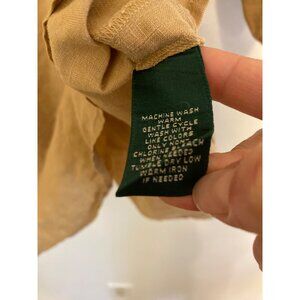 MACHINE WASH
WARM
GENTLE CYCLE
WASH WITH
LIKE COLORS
ONLY NON
CHLORINE BLEACH
WHEN NEEDED
TUMBLE DRY LOW
WARM IRON
IF NEEDED